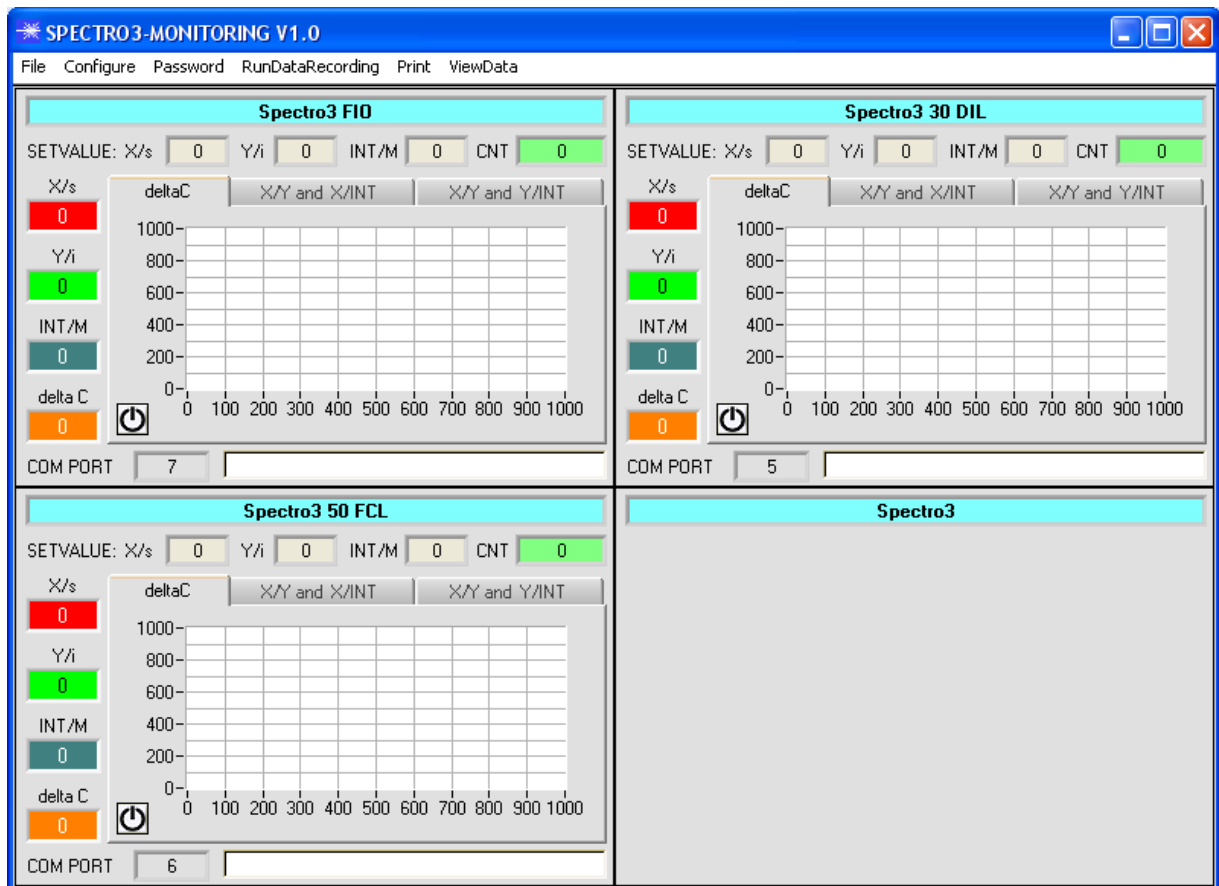 SPECTRO3-MONITORING V1.0
File Configure Password RunDataRecording Print ViewData
Spectro3 FIO
SETVALUE: X/s 0 Y/i 0 INT/M 0 CNT 0
X/s
0
Y/i
0
INT/M
0
delta C
0
deltaC X/Y and X/INT X/Y and Y/INT
1000
800
600
400
200
0
0 100 200 300 400 500 600 700 800 900 1000
COM PORT 7
Spectro3 30 DIL
SETVALUE: X/s 0 Y/i 0 INT/M 0 CNT 0
X/s
0
Y/i
0
INT/M
0
delta C
0
deltaC X/Y and X/INT X/Y and Y/INT
1000
800
600
400
200
0
0 100 200 300 400 500 600 700 800 900 1000
COM PORT 5
Spectro3 50 FCL
SETVALUE: X/s 0 Y/i 0 INT/M 0 CNT 0
X/s
0
Y/i
0
INT/M
0
delta C
0
deltaC X/Y and X/INT X/Y and Y/INT
1000
800
600
400
200
0
0 100 200 300 400 500 600 700 800 900 1000
COM PORT 6
Spectro3